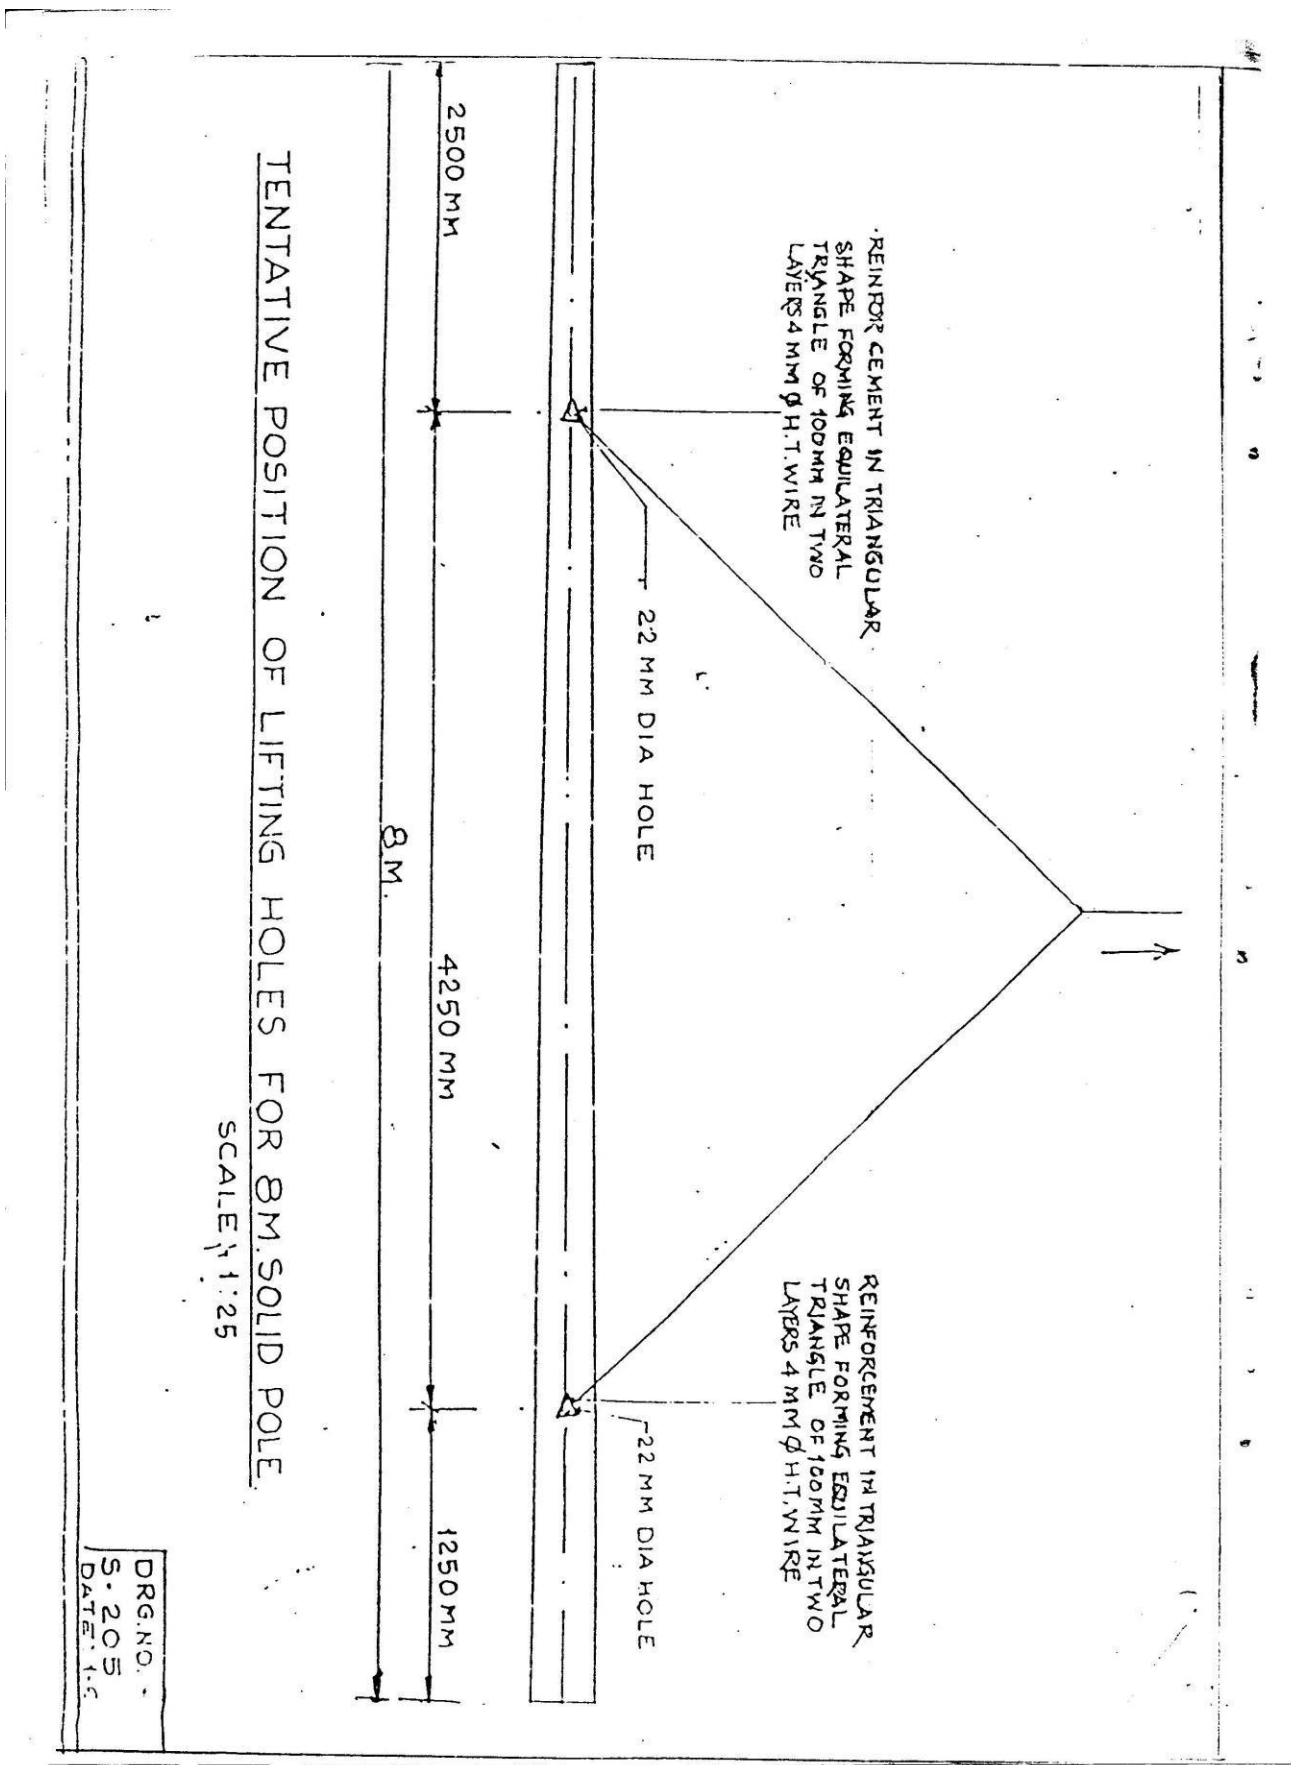 ·REINFORCEMENT IN TRIANGULAR
SHAPE FORMING EQUILATERAL
TRIANGLE OF 100MM IN TWO
LAYERS 4 MM Ø H.T. WIRE
REINFORCEMENT IN TRIANGULAR
SHAPE FORMING EQUILATERAL
TRIANGLE OF 100MM IN TWO
LAYERS 4 MM Ø H.T. WIRE
22 MM DIA HOLE
22 MM DIA HOLE
2500 MM
4250 MM
1250 MM
8 M.
TENTATIVE POSITION OF LIFTING HOLES FOR 8 M. SOLID POLE.
SCALE 1:25
DRG. NO.
S-205
DATE: